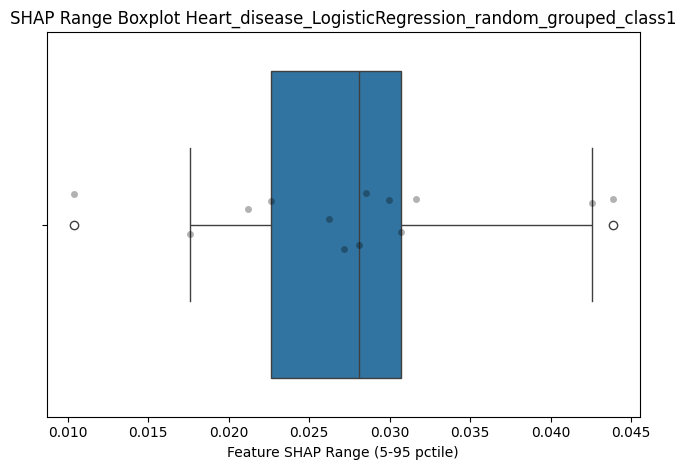 SHAP Range Boxplot Heart_disease_LogisticRegression_random_grouped_class1
0.010 0.015 0.020 0.025 0.030 0.035 0.040 0.045
Feature SHAP Range (5-95 pctile)